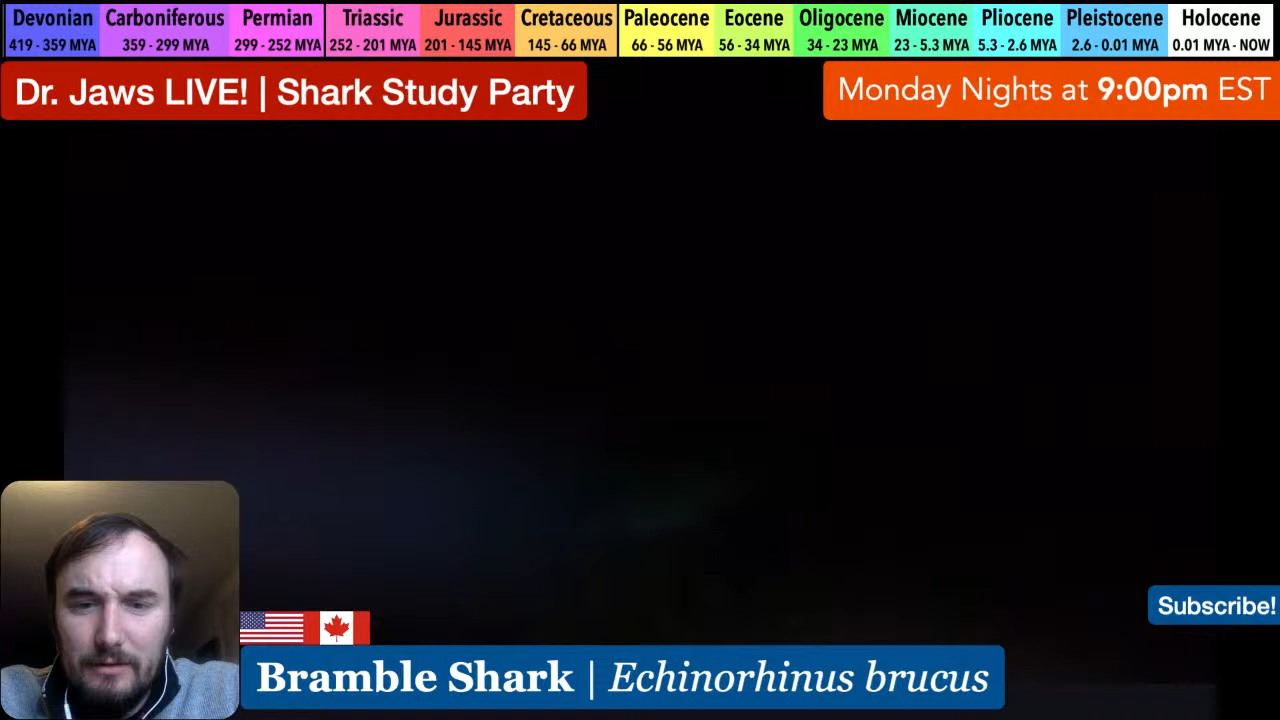 Devonian Carboniferous Permian Triassic Jurassic Cretaceous Paleocene Eocene Oligocene Miocene Pliocene Pleistocene Holocene
419 - 359 MYA 359 - 299 MYA 299 - 252 MYA 252 - 201 MYA 201 - 145 MYA 145 - 66 MYA 66 - 56 MYA 56 - 34 MYA 34 - 23 MYA 23 - 5.3 MYA 5.3 - 2.6 MYA 2.6 - 0.01 MYA 0.01 MYA - NOW
Dr. Jaws LIVE! | Shark Study Party
Monday Nights at 9:00pm EST
Subscribe!
Bramble Shark | Echinorhinus brucus